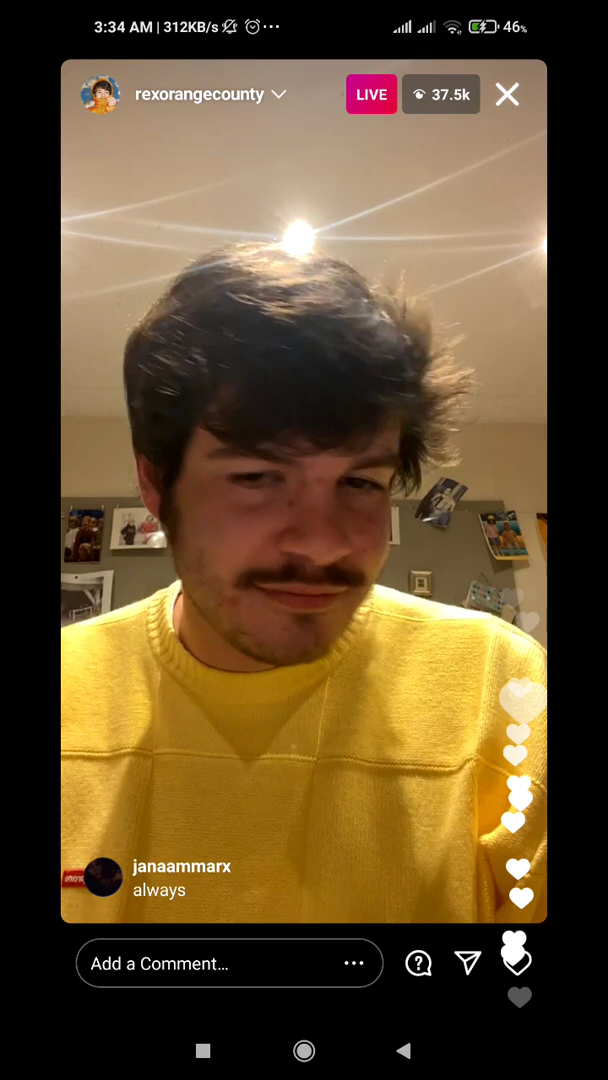 3:34 AM | 312KB/s
46%
rexorangecounty
LIVE
37.5k
janaammarx
always
Add a Comment...